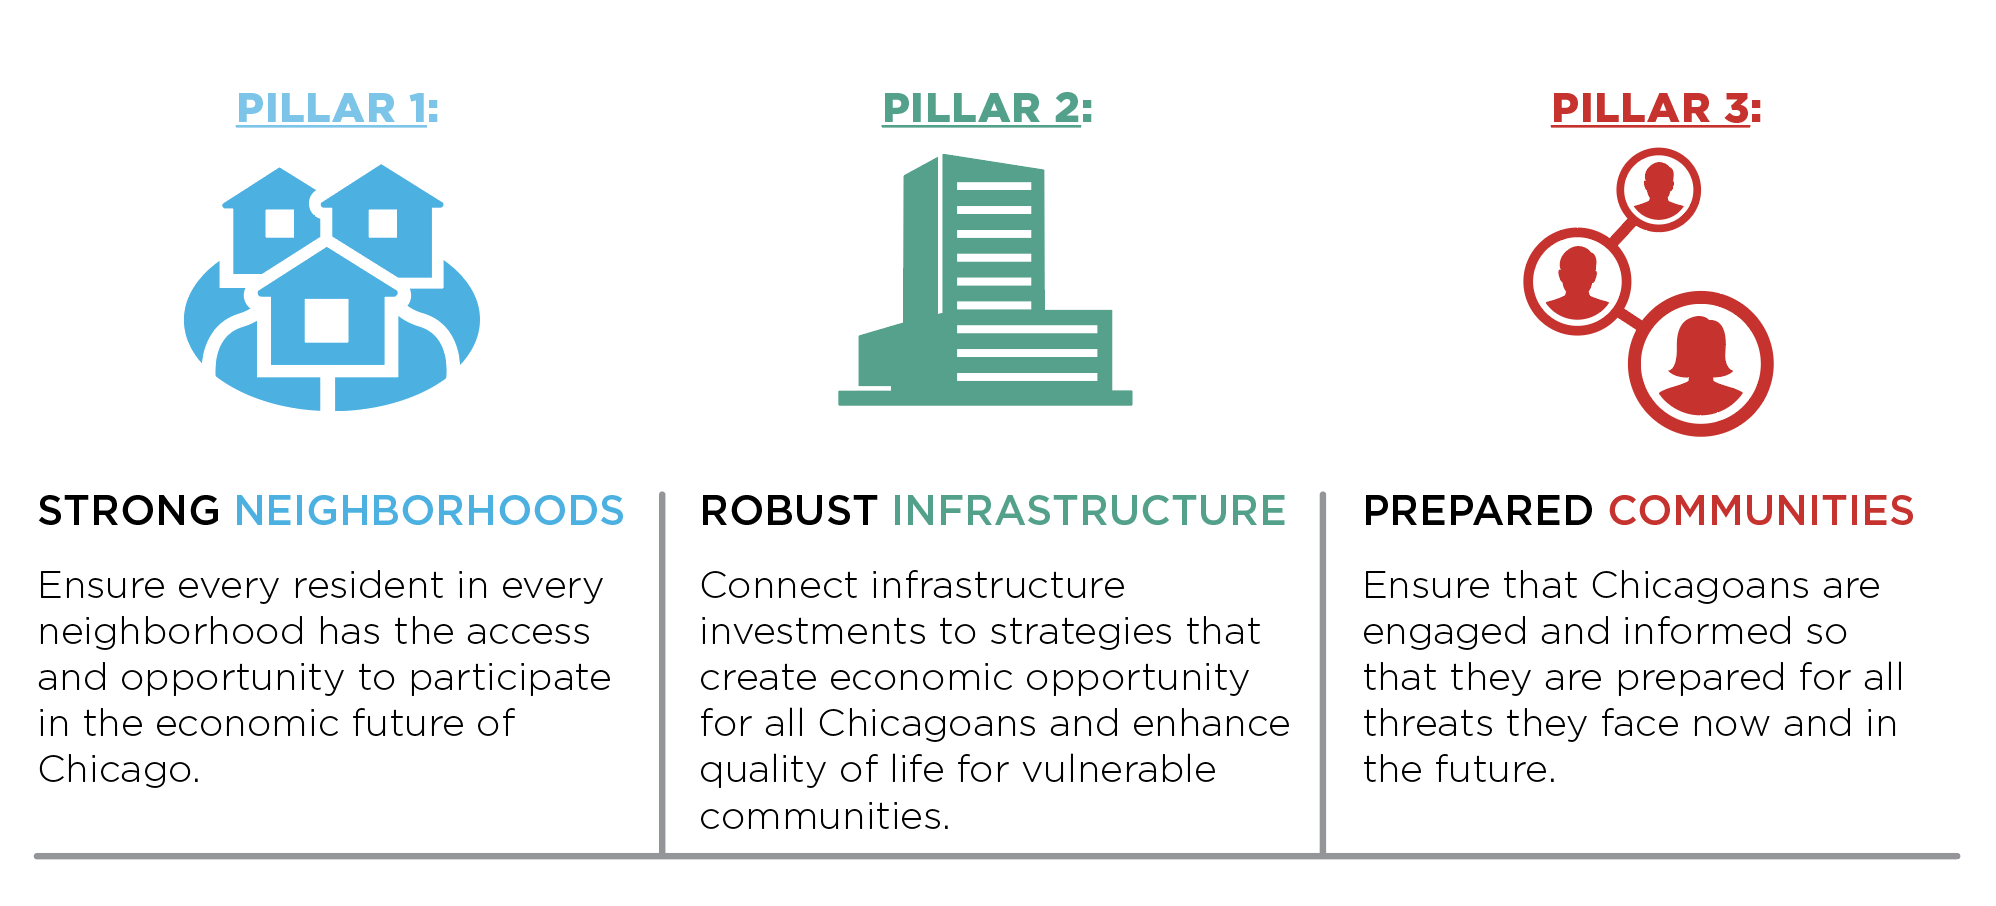 PILLAR 1:
STRONG NEIGHBORHOODS
Ensure every resident in every
neighborhood has the access
and opportunity to participate
in the economic future of
Chicago.
PILLAR 2:
ROBUST INFRASTRUCTURE
Connect infrastructure
investments to strategies that
create economic opportunity
for all Chicagoans and enhance
quality of life for vulnerable
communities.
PILLAR 3:
PREPARED COMMUNITIES
Ensure that Chicagoans are
engaged and informed so
that they are prepared for all
threats they face now and in
the future.